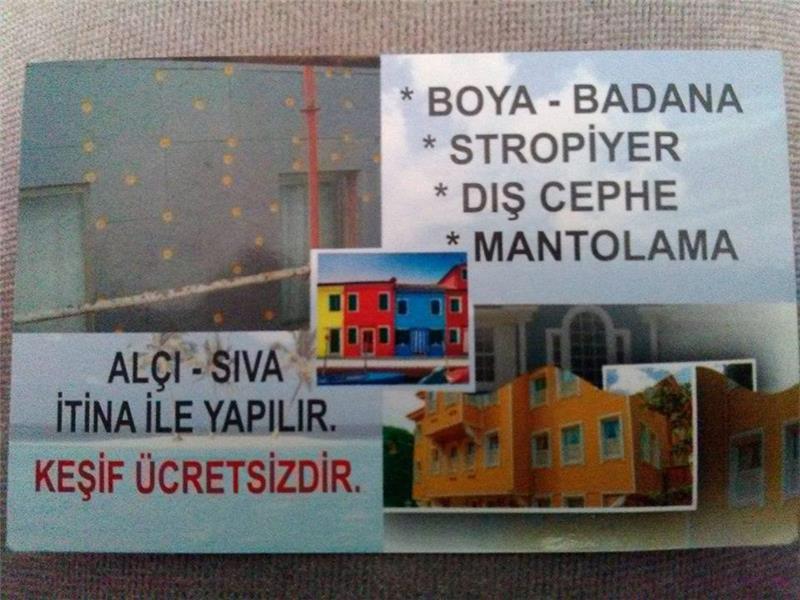 * BOYA - BADANA
* STROPİYER
* DIŞ CEPHE
* MANTOLAMA
ALÇI - SIVA
İTİNA İLE YAPILIR.
KEŞİF ÜCRETSİZDİR.